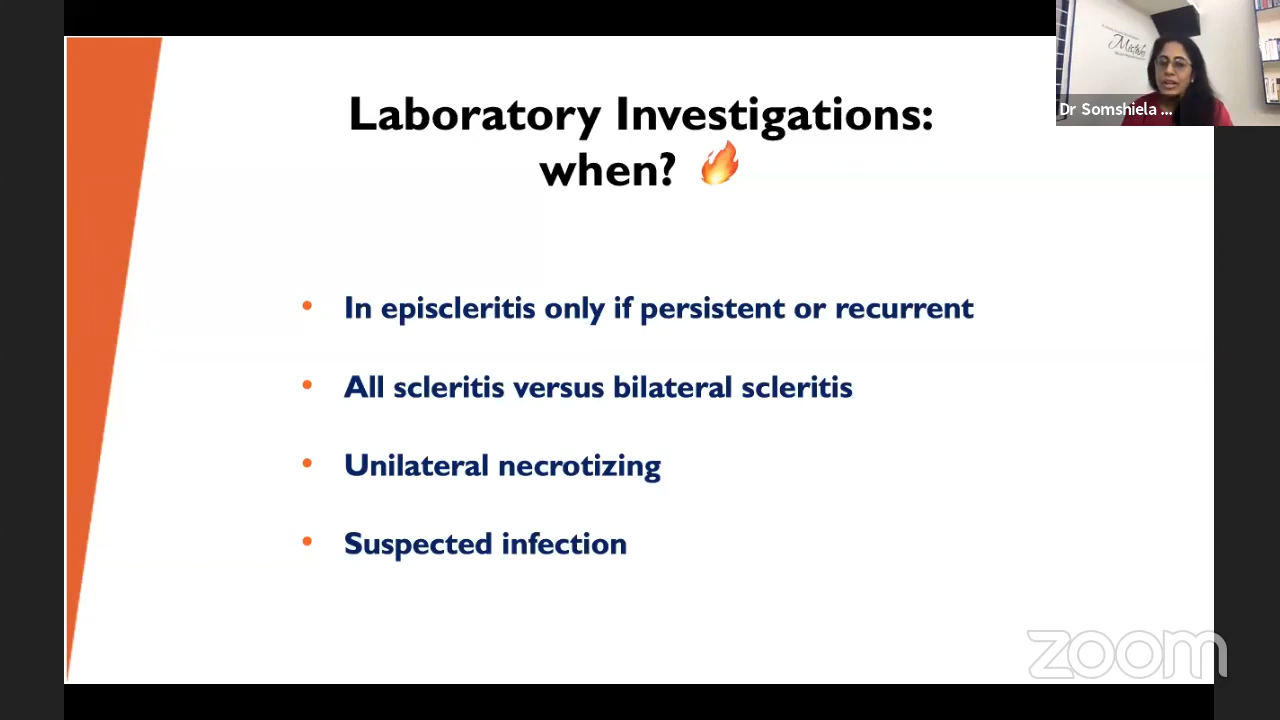 Laboratory Investigations:
when?
• In episcleritis only if persistent or recurrent
• All scleritis versus bilateral scleritis
• Unilateral necrotizing
• Suspected infection
Mistakes
Dr Somshiela ...
zoom